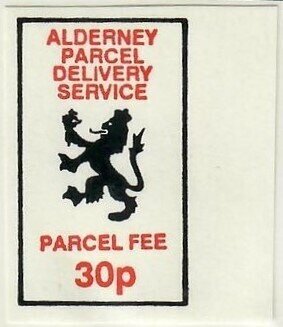 ALDERNEY
PARCEL
DELIVERY
SERVICE
PARCEL FEE
30p